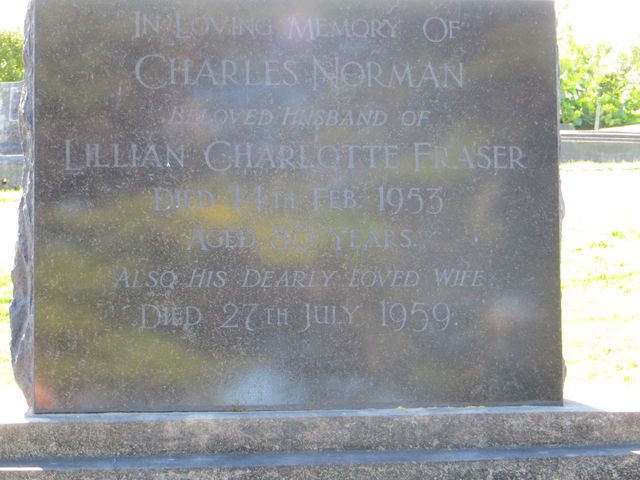 In Loving Memory Of
Charles Norman
Beloved Husband of
Lillian Charlotte Fraser
Died 14th Feb. 1953
Aged 80 Years.
Also His Dearly Loved Wife
Died 27th July 1959.